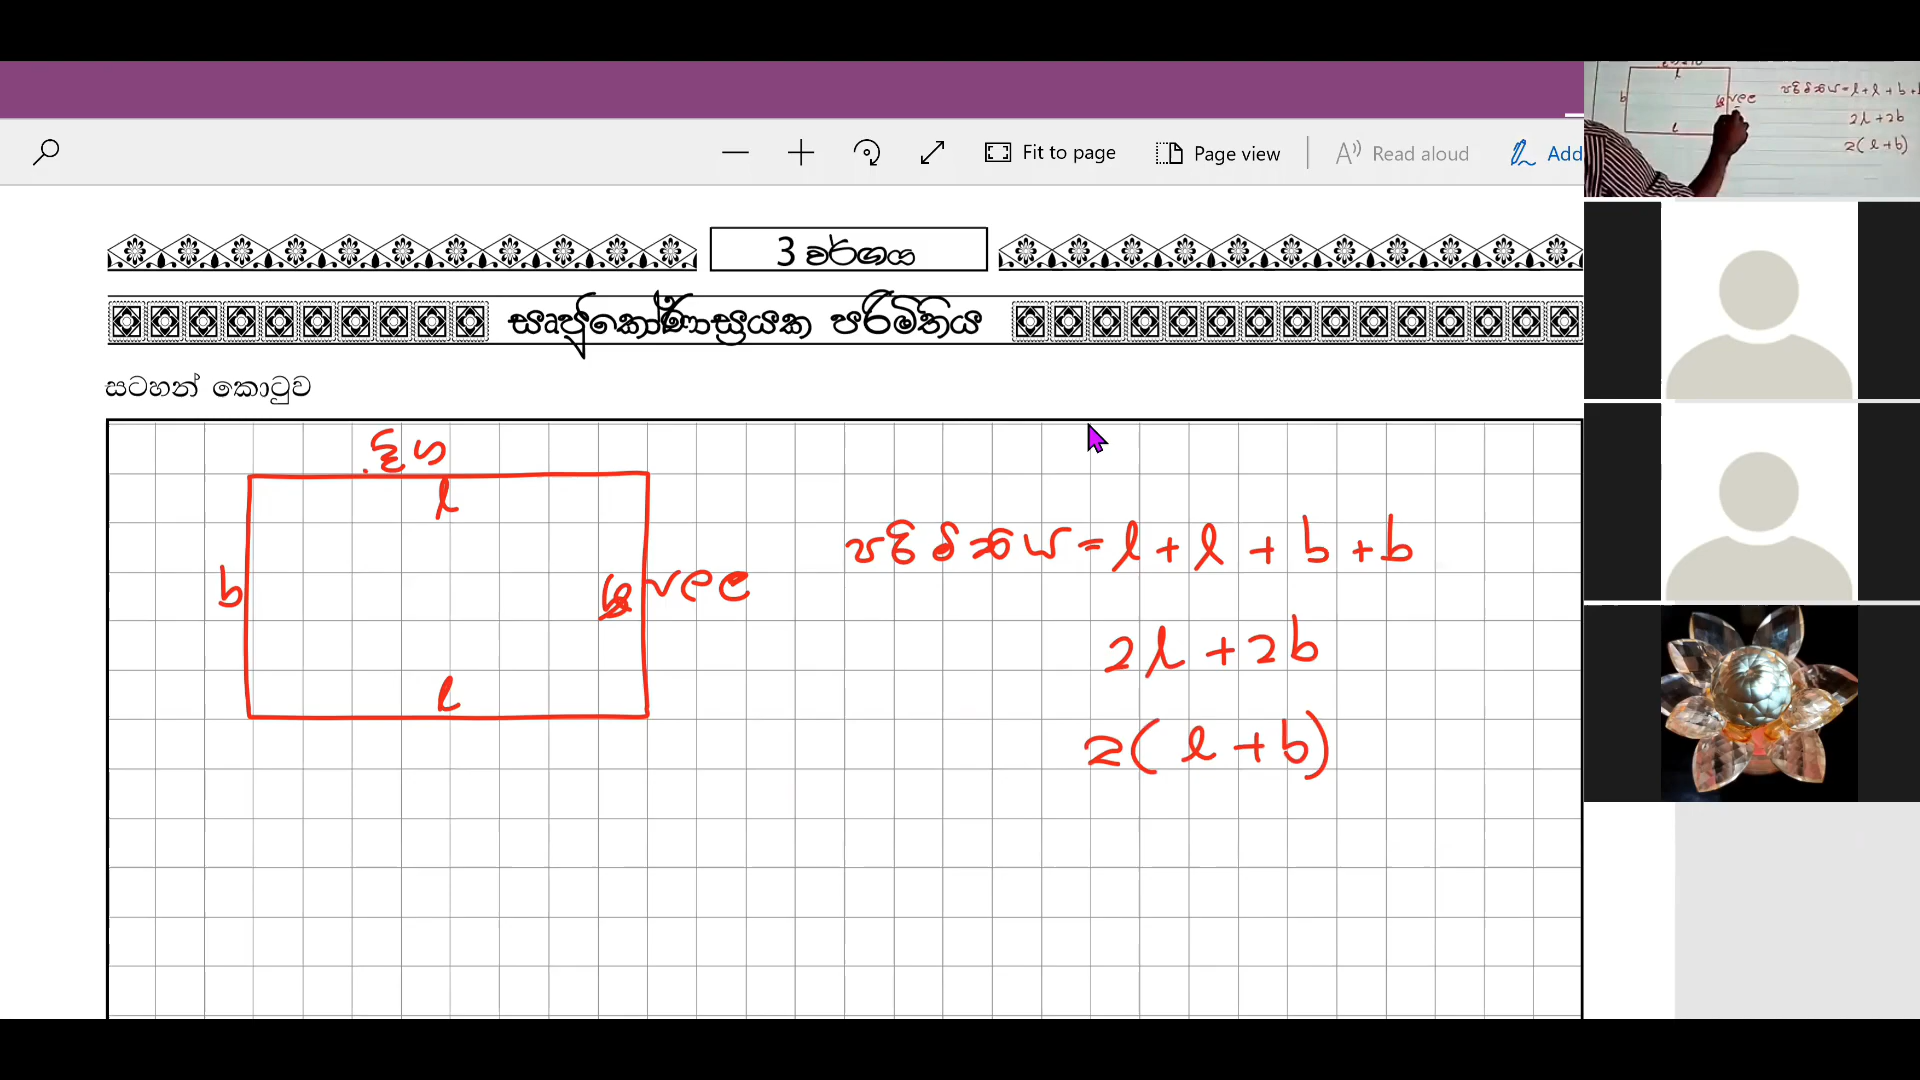 Fit to page
Page view
Read aloud
Add
3 වර්ගය
සෘජුකෝණාස්‍රයක පරිමිතිය
සටහන් කොටුව
දිග
l
b
b
පළල
l
පරිමිතිය = l + l + b + b
2l + 2b
2( l + b)